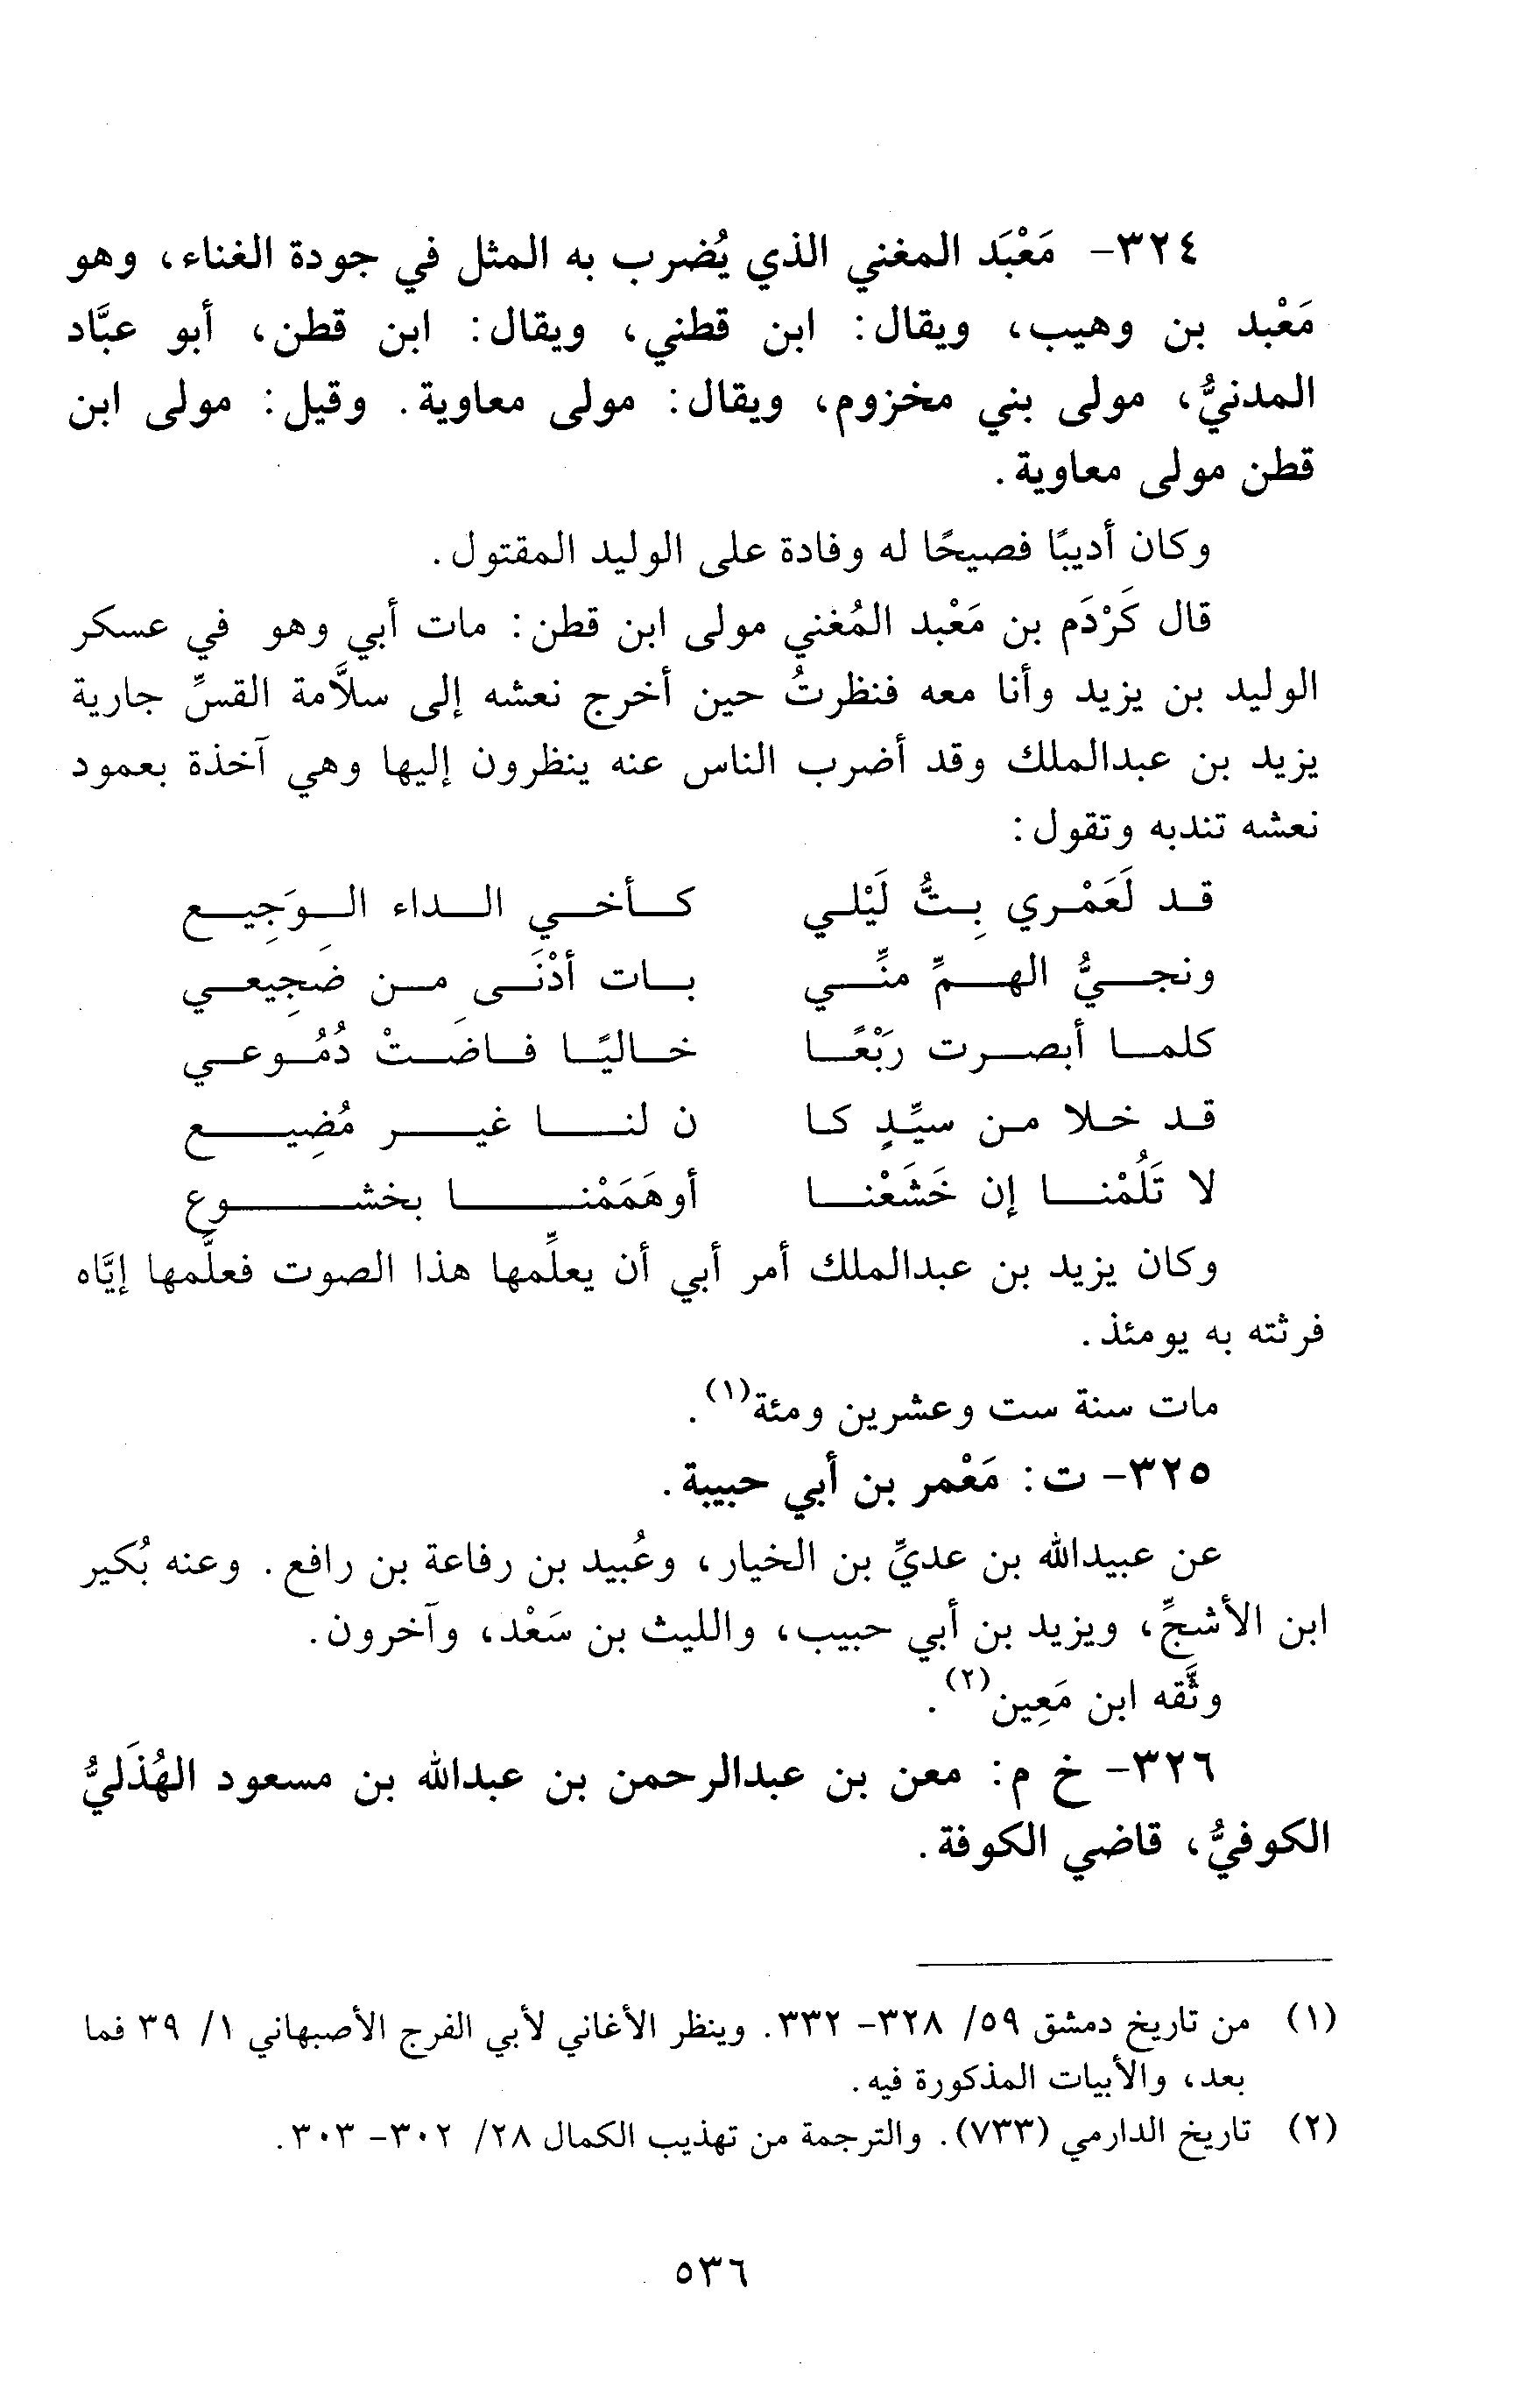 ٣٢٤- مَعْبَد المغني الذي يُضرب به المثل في جودة الغناء، وهو
مَعْبد بن وهيب، ويقال: ابن قطني، ويقال: ابن قطن، أبو عبَّاد
المدنيُّ، مولى بني مخزوم، ويقال: مولى معاوية. وقيل: مولى ابن
قطن مولى معاوية.
وكان أديبًا فصيحًا له وفادة على الوليد المقتول.
قال كَرْدَم بن مَعْبد المُغني مولى ابن قطن: مات أبي وهو في عسكر
الوليد بن يزيد وأنا معه فنظرتُ حين أخرج نعشه إلى سلاَّمة القسِّ جارية
يزيد بن عبدالملك وقد أضرب الناس عنه ينظرون إليها وهي آخذة بعمود
نعشه تندبه وتقول:
قد لَعَمْري بِتُّ لَيْلي كأخي الداء الوَجِيع
ونجيُّ الهمِّ منِّي بات أدْنَى من ضَجِيعي
كلما أبصرت رَبْعًا خاليًا فاضَتْ دُمُوعي
قد خلا من سيِّدٍ كا ن لنا غير مُضِيع
لا تَلُمْنا إن خَشَعْنا أوهَمَمْنا بخشوع
وكان يزيد بن عبدالملك أمر أبي أن يعلِّمها هذا الصوت فعلَّمها إيَّاه
فرثته به يومئذ.
مات سنة ست وعشرين ومئة(١).
٣٢٥- ت: مَعْمر بن أبي حبيبة.
عن عبيدالله بن عديِّ بن الخيار، وعُبيد بن رفاعة بن رافع. وعنه بُكير
ابن الأشجِّ، ويزيد بن أبي حبيب، والليث بن سَعْد، وآخرون.
وثَّقه ابن مَعِين(٢).
٣٢٦- خ م: معن بن عبدالرحمن بن عبدالله بن مسعود الهُذَليُّ
الكوفيُّ، قاضي الكوفة.
(١) من تاريخ دمشق ٥٩/ ٣٢٨- ٣٣٢. وينظر الأغاني لأبي الفرج الأصبهاني ١/ ٣٩ فما
بعد، والأبيات المذكورة فيه.
(٢) تاريخ الدارمي (٧٣٣). والترجمة من تهذيب الكمال ٢٨/ ٣٠٢- ٣٠٣.
٥٣٦